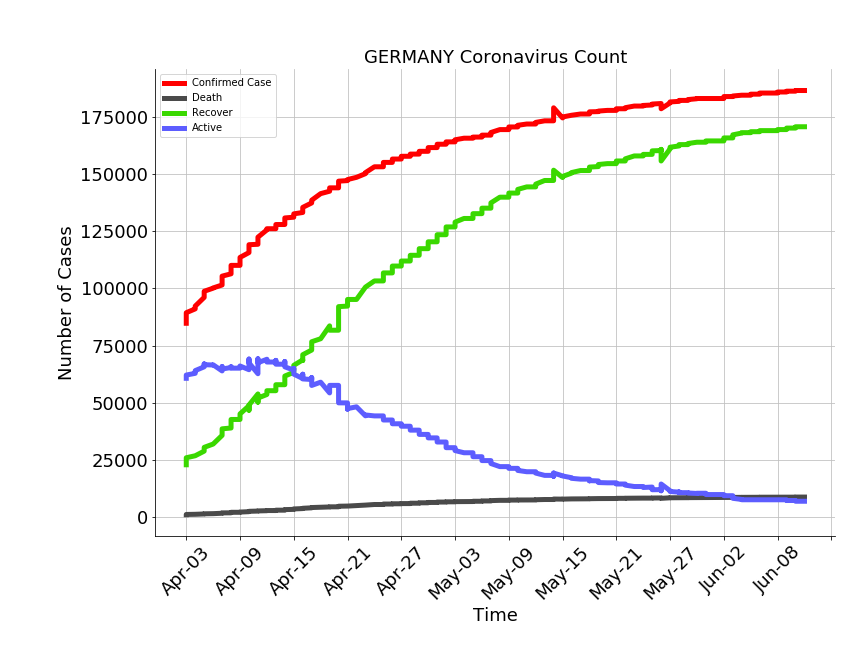 GERMANY Coronavirus Count
Confirmed Case
Death
Recover
Active
175000
150000
125000
100000
75000
50000
25000
0
Number of Cases
Apr-03
Apr-09
Apr-15
Apr-21
Apr-27
May-03
May-09
May-15
May-21
May-27
Jun-02
Jun-08
Time